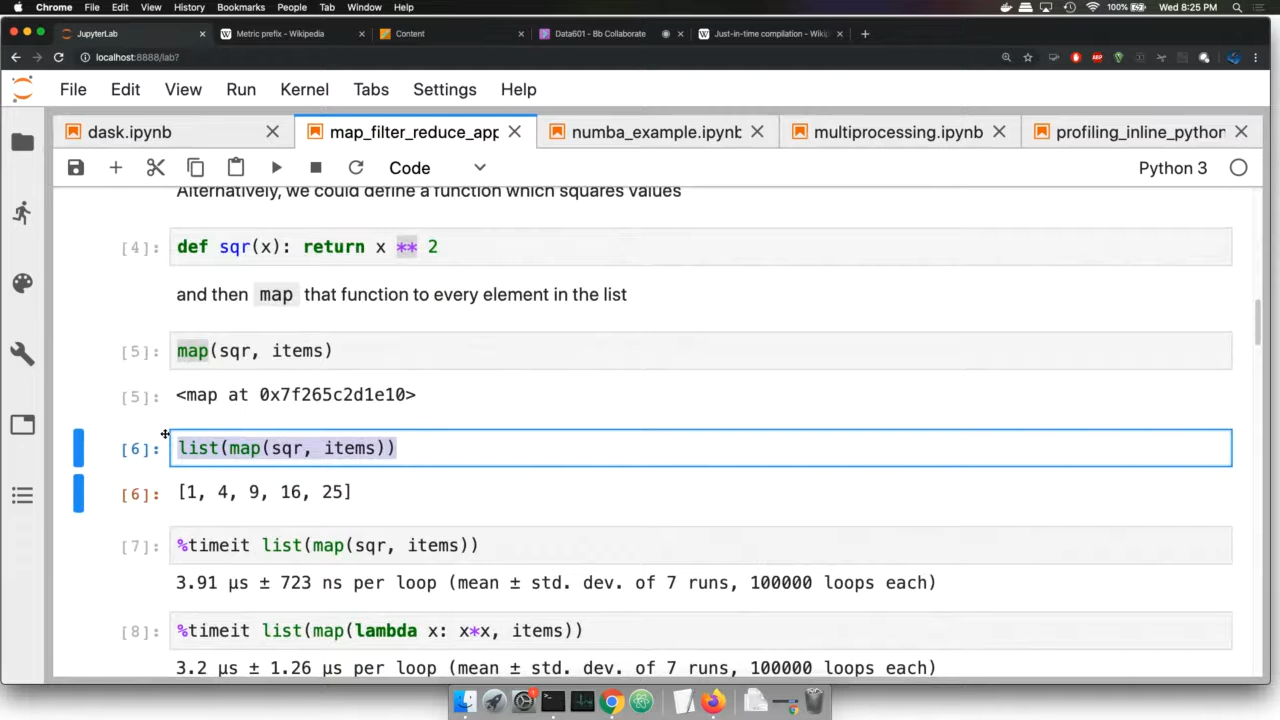 Chrome File Edit View History Bookmarks People Tab Window Help 100% Wed 8:25 PM
JupyterLab Metric prefix - Wikipedia Content Data601 - Bb Collaborate Just-in-time compilation - Wiki
localhost:8888/lab?
File Edit View Run Kernel Tabs Settings Help
dask.ipynb map_filter_reduce_app numba_example.ipynb multiprocessing.ipynb profiling_inline_python
Code Python 3
Alternatively, we could define a function which squares values
[4]: def sqr(x): return x ** 2
and then map that function to every element in the list
[5]: map(sqr, items)
[5]: <map at 0x7f265c2d1e10>
[6]: list(map(sqr, items))
[6]: [1, 4, 9, 16, 25]
[7]: %timeit list(map(sqr, items))
3.91 µs ± 723 ns per loop (mean ± std. dev. of 7 runs, 100000 loops each)
[8]: %timeit list(map(lambda x: x*x, items))
3.2 µs ± 1.26 µs per loop (mean ± std. dev. of 7 runs, 100000 loops each)